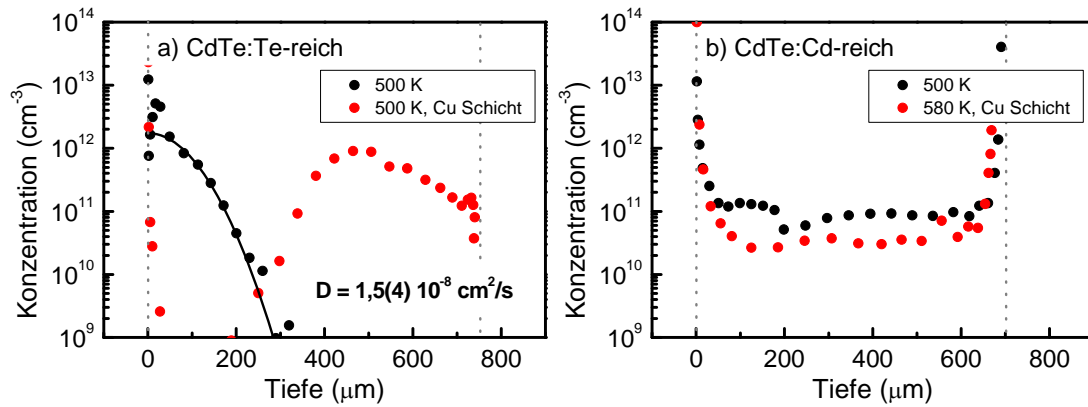 a) CdTe:Te-reich
500 K
500 K, Cu Schicht
D = 1,5(4) 10⁻⁸ cm²/s
Konzentration (cm⁻³)
10¹⁴
10¹³
10¹²
10¹¹
10¹⁰
10⁹
0 200 400 600 800
Tiefe (μm)
b) CdTe:Cd-reich
500 K
580 K, Cu Schicht
Konzentration (cm⁻³)
10¹⁴
10¹³
10¹²
10¹¹
10¹⁰
10⁹
0 200 400 600 800
Tiefe (μm)